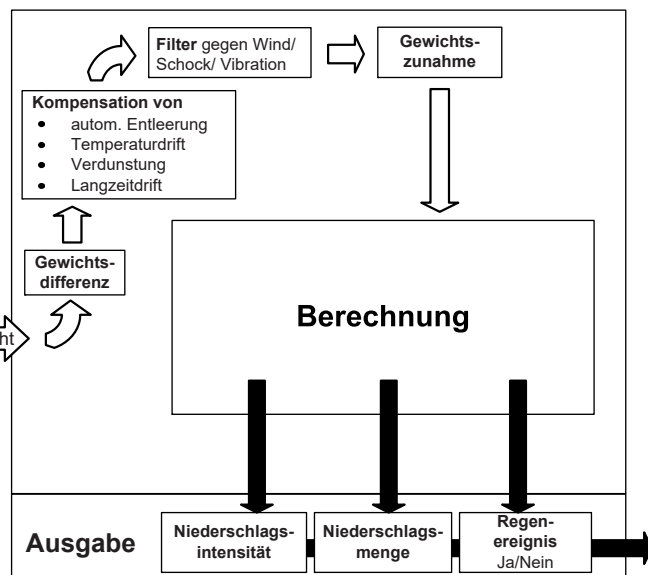 Filter gegen Wind/
Schock/ Vibration
Gewichts-
zunahme
Kompensation von
• autom. Entleerung
• Temperaturdrift
• Verdunstung
• Langzeitdrift
Gewichts-
differenz
ht
Berechnung
Ausgabe
Niederschlags-
intensität
Niederschlags-
menge
Regen-
ereignis
Ja/Nein